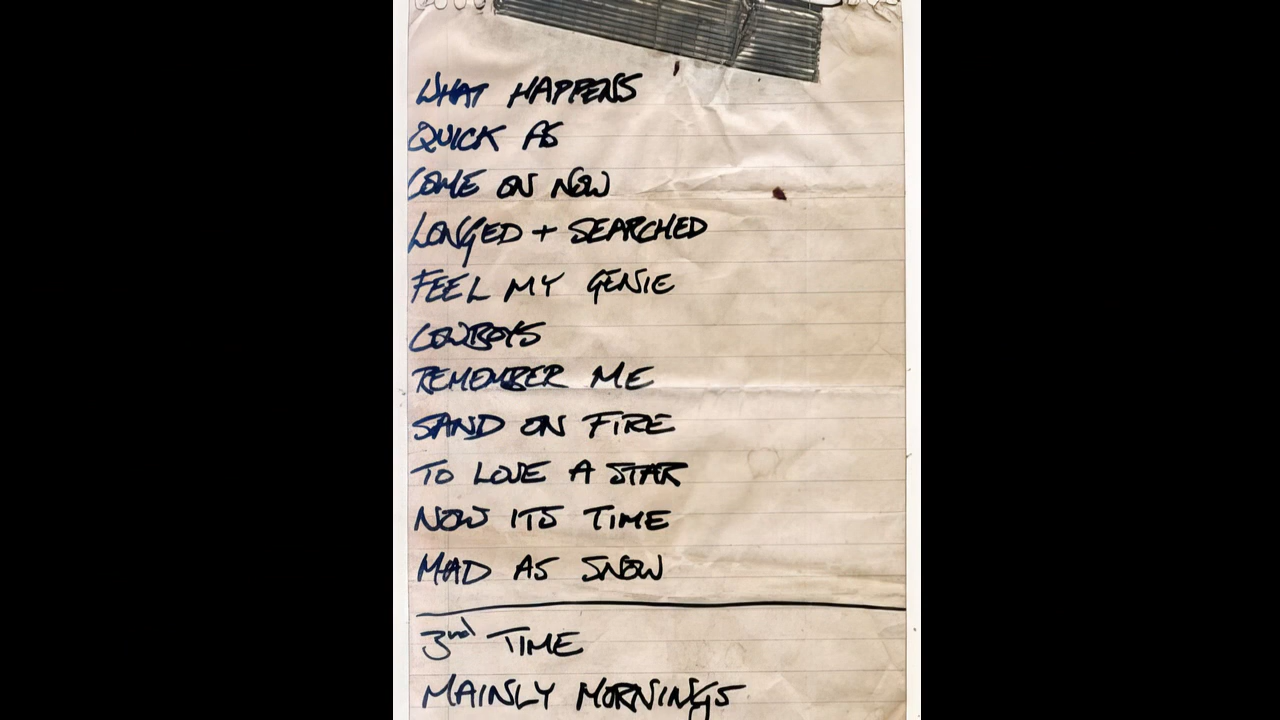 WHAT HAPPENS
QUICK AS
COME ON NOW
LONGED + SEARCHED
FEEL MY GENIE
COWBOYS
REMEMBER ME
SAND ON FIRE
TO LOVE A STAR
NOW ITS TIME
MAD AS SNOW
3nd TIME
MAINLY MORNINGS